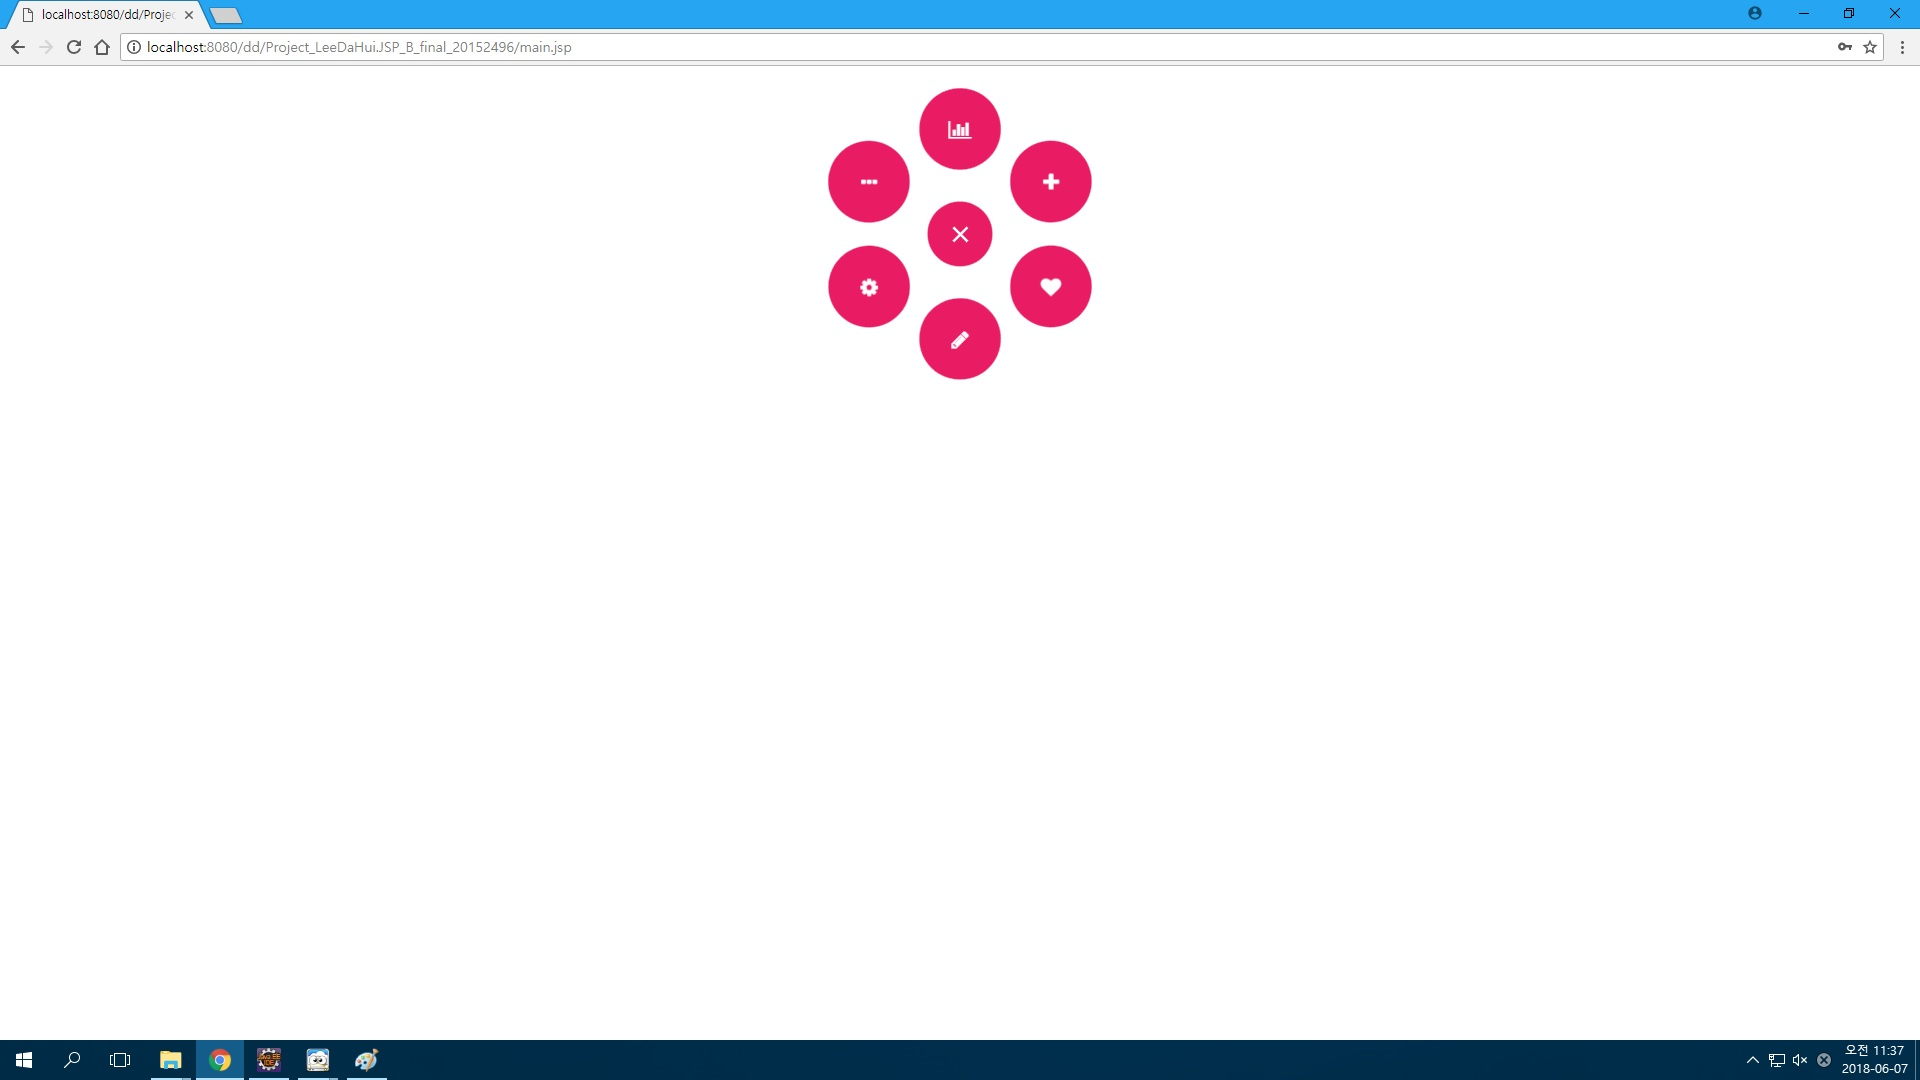 localhost:8080/dd/Projec
localhost:8080/dd/Project_LeeDaHui.JSP_B_final_20152496/main.jsp
오전 11:37
2018-06-07